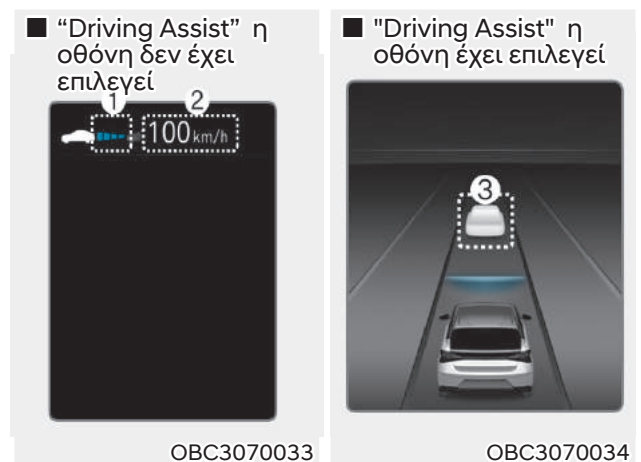 ■ “Driving Assist” η
οθόνη δεν έχει
επιλεγεί
1 2
100 km/h
OBC3070033
■ "Driving Assist" η
οθόνη έχει επιλεγεί
3
OBC3070034